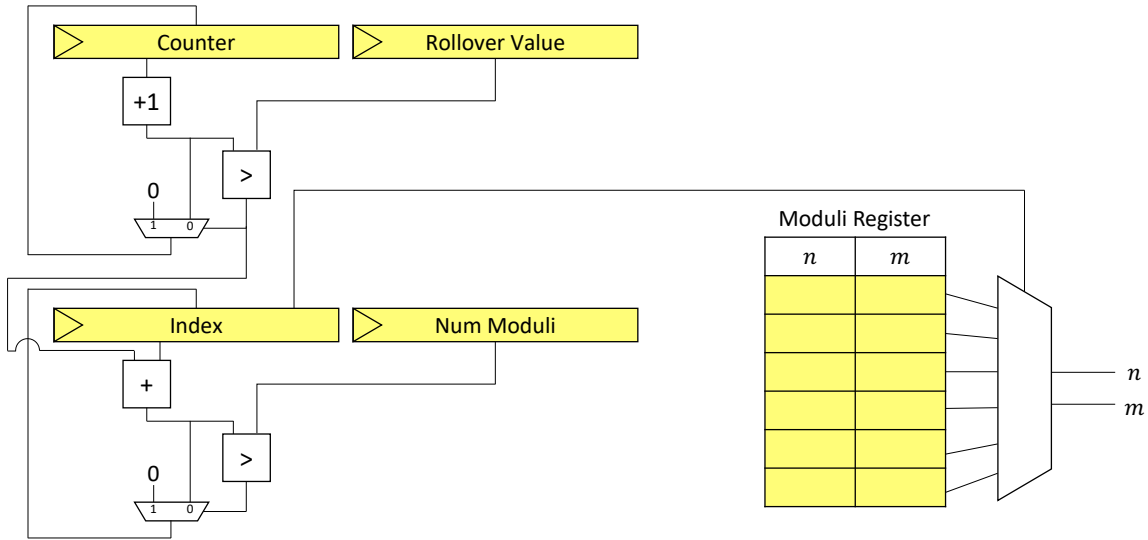 Counter
Rollover Value
+1
>
0
1 0
Moduli Register
n m
Index
Num Moduli
+
>
0
1 0
n
m